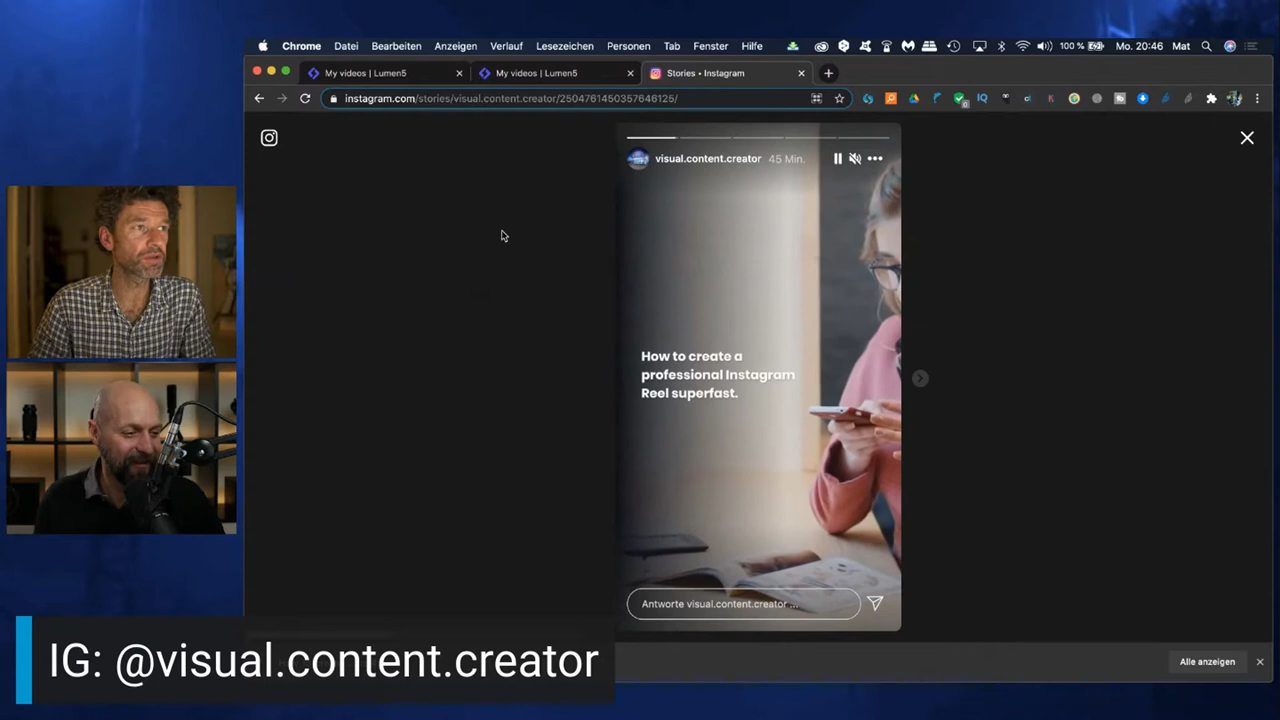 Chrome Datei Bearbeiten Anzeigen Verlauf Lesezeichen Personen Tab Fenster Hilfe 100 % Mo. 20:46 Mat
My videos | Lumen5 My videos | Lumen5 Stories • Instagram
instagram.com/stories/visual.content.creator/2504761450357646125/
visual.content.creator 45 Min.
How to create a
professional Instagram
Reel superfast.
Antworte visual.content.creator ...
IG: @visual.content.creator
Alle anzeigen